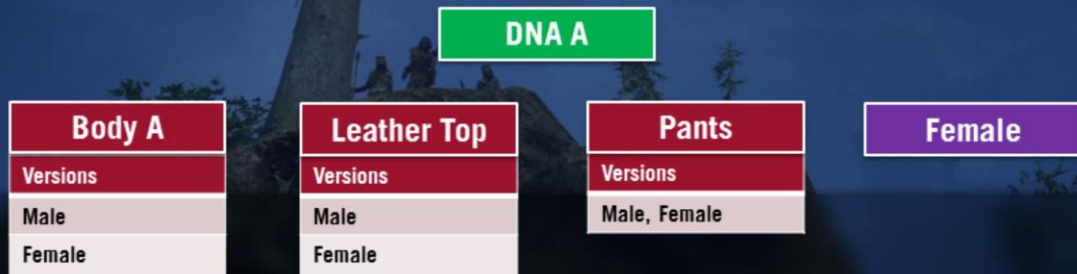 DNA A
Body A
Versions
Male
Female
Leather Top
Versions
Male
Female
Pants
Versions
Male, Female
Female